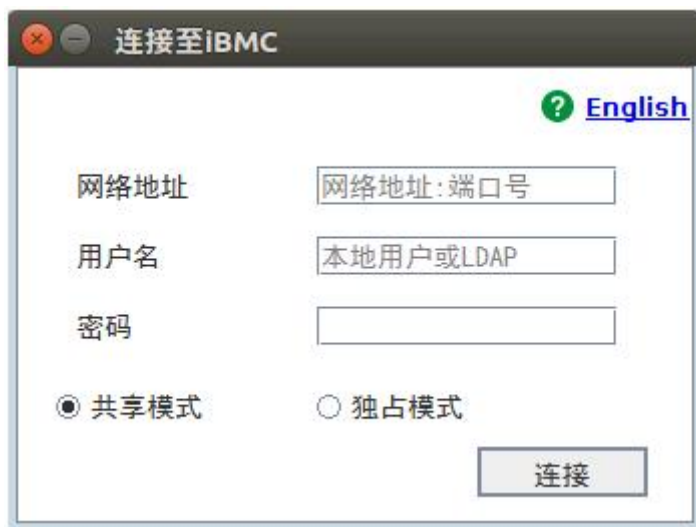 连接至iBMC
English
网络地址 网络地址:端口号
用户名 本地用户或LDAP
密码
共享模式 独占模式
连接